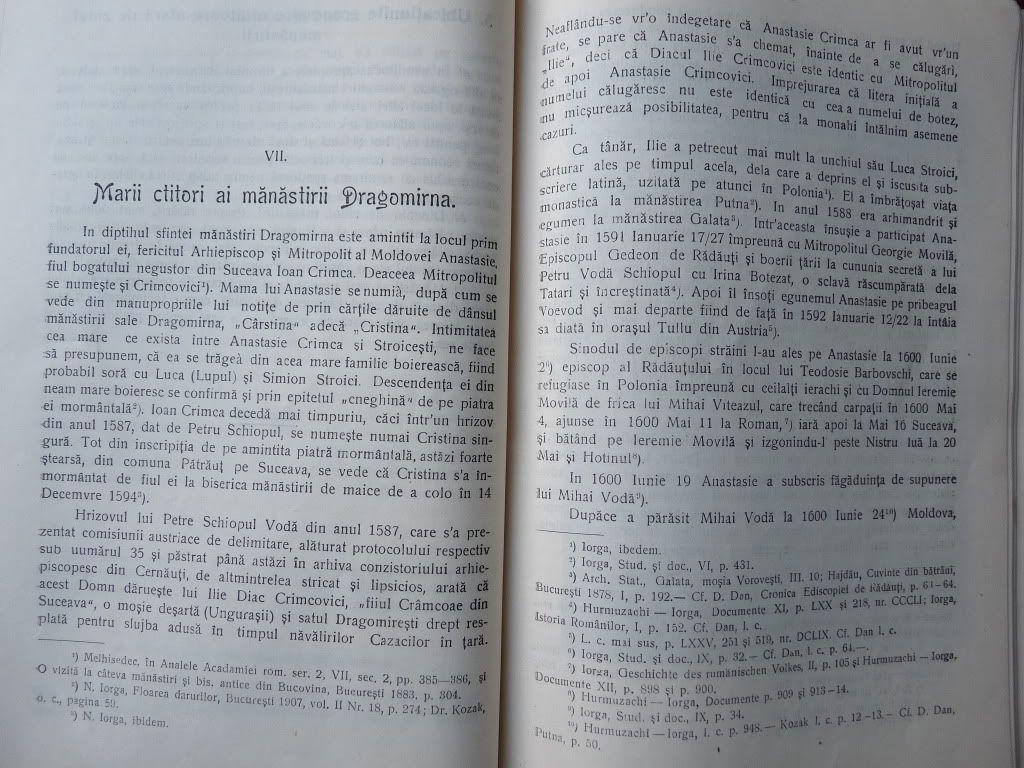 VII.
Marii ctitori ai mănăstirii Dragomirna.
In diptihul sfintei mănăstiri Dragomirna este amintit la locul prim
fundatorul ei, fericitul Arhiepiscop și Mitropolit al Moldovei Anastasie,
fiul bogatului negustor din Suceava Ioan Crimca. Deaceea Mitropolitul
se numește și Crimcovici¹). Mama lui Anastasie se numià, după cum se
vede din manupropriile lui notițe de prin cărțile dăruite de dânsul
mănăstirii sale Dragomirna, „Cârstina“ adecă „Cristina“. Intimitatea
cea mare ce exista între Anastasie Crimca și Stroicești, ne face
să presupunem, că ea se trăgeà din acea mare familie boierească, fiind
probabil soră cu Luca (Lupul) și Simion Stroici. Descendența ei din
neam mare boieresc se confirmă și prin epitetul „cneghină“ de pe piatra
ei mormântală²). Ioan Crimca decedă mai timpuriu, căci într'un hrizov
din anul 1587, dat de Petru Șchiopul, se numește numai Cristina sin-
gură. Tot din inscripiția de pe amintita piatră mormântală, astăzi foarte
ștearsă, din comuna Pătrăuț pe Suceava, se vede că Cristina s'a în-
mormântat de fiul ei la biserica mănăstirii de maice de a colo în 14
Decemvre 1594³).
Hrizovul lui Petre Schiopul Vodă din anul 1587, care s'a pre-
zentat comisiunii austriace de delimitare, alăturat protocolului respectiv
sub uumărul 35 și păstrat până astăzi în arhiva conzistoriului arhie-
piscopesc din Cernăuți, de altmintrelea stricat și lipsicios, arată că
acest Domn dăruește lui Ilie Diac Crimcovici, „fiiul Crâmcoae din
Suceava“, o moșie deșartă (Ungurașii) și satul Dragomirești drept res-
plată pentru slujba adusă în timpul năvălirilor Cazacilor în țară.
¹) Melhisedec, în Analele Acadamiei rom. ser. 2, VII, sec, 2, pp. 385—386, și
O vizită la câteva mănăstiri și bis. antice din Bucovina, București 1883, p. 304.
²) N. Iorga, Floarea darurilor, București 1907, vol. II Nr. 18, p. 274; Dr. Kozak,
o. c., pagina 59.
³) N. Iorga, ibidem.
Neaflându-se vr'o îndegetare că Anastasie Crimca ar fi avut vr'un
frate, se pare că Anastasie s'a chemat, înainte de a se călugări,
„Ilie“, deci că Diacul Ilie Crimcovici este identic cu Mitropolitul
de apoi Anastasie Crimcovici. Imprejurarea că litera inițială a
numelui călugăresc nu este identică cu cea a numelui de botez,
nu micșurează posibilitatea, pentru că la monahi întâlnim asemene
cazuri.
Ca tânăr, Ilie a petrecut mai mult la unchiul său Luca Stroici,
cărturar ales pe timpul acela, dela care a deprins el și iscusita sub-
scriere latină, uzitată pe atunci în Polonia¹). El a îmbrățoșat viața
monastică la mănăstirea Putna²). In anul 1588 era arhimandrit și
egumen la mănăstirea Galata³). Intr'aceasta însușie a participat Ana-
stasie în 1591 Ianuarie 17/27 împreună cu Mitropolitul Georgie Movilă,
Episcopul Gedeon de Rădăuți și boerii țării la cununia secretă a lui
Petru Vodă Schiopul cu Irina Botezat, o sclavă răscumpărată dela
Tatari și încreștinată⁴). Apoi îl însoți egunemul Anastasie pe pribeagul
Voevod și mai departe fiind de față în 1592 Ianuarie 12/22 la întâia
sa diată în orașul Tullu din Austria⁵).
Sinodul de episcopi străini l-au ales pe Anastasie la 1600 Iunie
2⁶) episcop al Rădăuțului în locul lui Teodosie Barbovschi, care se
refugiase în Polonia împreună cu ceilalți ierachi și cu Domnul Ieremie
Movilă de frica lui Mihai Viteazul, care trecând carpații în 1600 Mai
4, ajunse în 1600 Mai 11 la Roman,⁷) iară apoi la Mai 16 Suceava,
și bătând pe Ieremie Movilă și izgonindu-l peste Nistru luă la 20
Mai și Hotinul⁸).
In 1600 Iunie 19 Anastasie a subscris făgăduința de supunere
lui Mihai Vodă⁹).
Dupăce a părăsit Mihai Vodă la 1600 Iunie 24¹⁰) Moldova,
¹) Iorga, ibedem.
²) Iorga, Stud. și doc., VI, p. 431.
³) Arch. Stat., Galata, moșia Vorovești, III. 10; Hajdău, Cuvinte din bătrâni,
București 1878, I, p. 192.— Cf. D. Dan, Cronica Ediscopiei de Rădăuți, p. 61-64.
⁴) Hurmuzachi — Iorga, Documente XI, p. LXX și 218, nr. CCCLI; Iorga,
Istoria Românilor, I, p. 152. Cf. Dan, l. c.
⁵) L. c. mai sus, p. LXXV, 251 și 519, nr. DCLIX. Cf. Dan l. c.
⁶) Iorga, Stud. și doc., IX, p. 32.— Cf. Dan, l. c. p. 64.—.
⁷) Iorga, Geschichte des rumänischen Volkes, II, p. 105 și Hurmuzachi — Iorga,
Documente XII, p. 898 și p. 900.
⁸) Hurmuzachi — Iorga, Documente p. 909 și 913-14.
⁹) Iorga, Stud. și doc., IX, p. 34.
¹⁰) Hurmuzachi — Iorga, l. c. p. 948.— Kozak l. c. p. 12-13.- Cf. D. Dan,
Putna, p. 50.